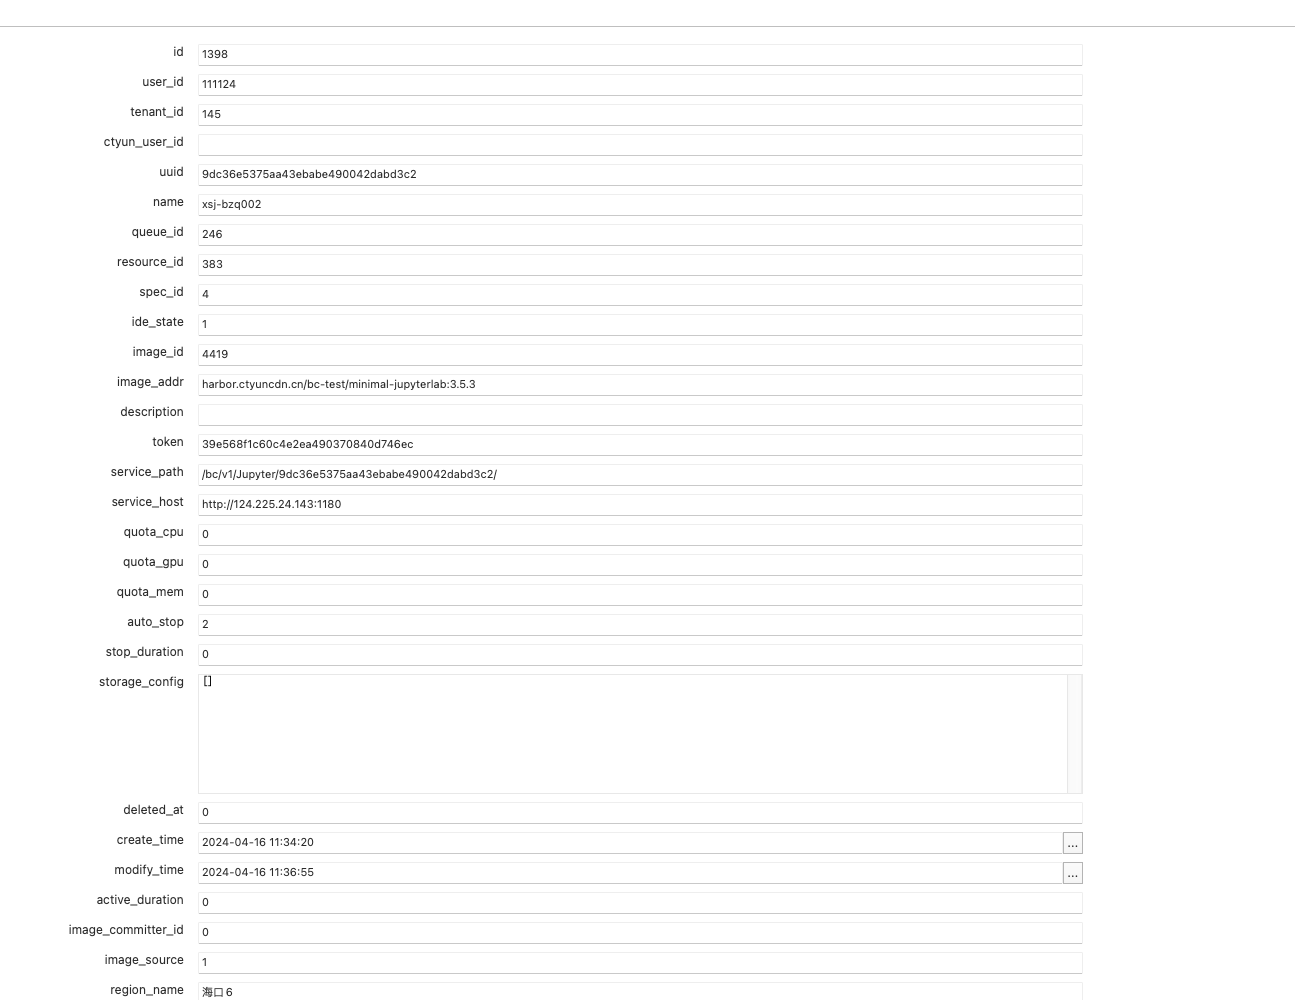 id 1398
user_id 111124
tenant_id 145
ctyun_user_id
uuid 9dc36e5375aa43ebabe490042dabd3c2
name xsj-bzq002
queue_id 246
resource_id 383
spec_id 4
ide_state 1
image_id 4419
image_addr harbor.ctyuncdn.cn/bc-test/minimal-jupyterlab:3.5.3
description
token 39e568f1c60c4e2ea490370840d746ec
service_path /bc/v1/Jupyter/9dc36e5375aa43ebabe490042dabd3c2/
service_host http://124.225.24.143:1180
quota_cpu 0
quota_gpu 0
quota_mem 0
auto_stop 2
stop_duration 0
storage_config []
deleted_at 0
create_time 2024-04-16 11:34:20 ...
modify_time 2024-04-16 11:36:55 ...
active_duration 0
image_committer_id 0
image_source 1
region_name 海口6